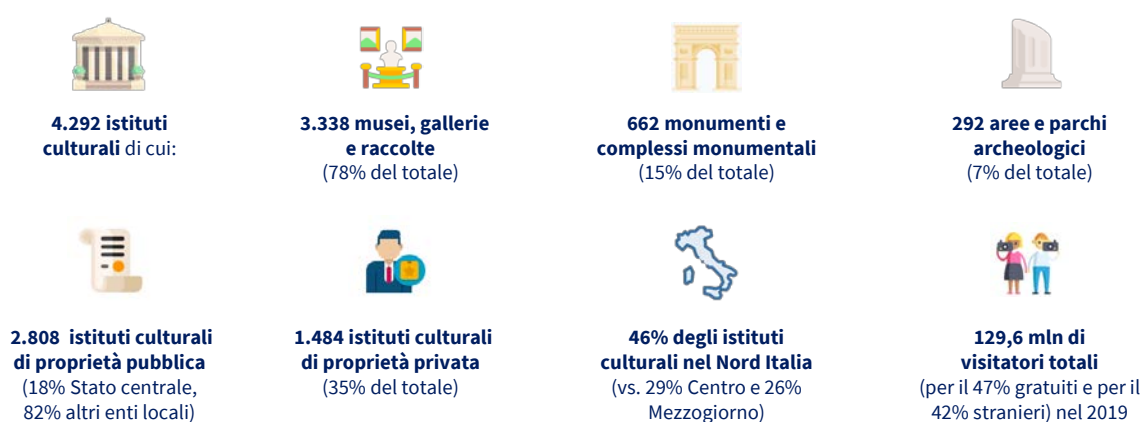 4.292 istituti
culturali di cui:
3.338 musei, gallerie
e raccolte
(78% del totale)
662 monumenti e
complessi monumentali
(15% del totale)
292 aree e parchi
archeologici
(7% del totale)
2.808 istituti culturali
di proprietà pubblica
(18% Stato centrale,
82% altri enti locali)
1.484 istituti culturali
di proprietà privata
(35% del totale)
46% degli istituti
culturali nel Nord Italia
(vs. 29% Centro e 26%
Mezzogiorno)
129,6 mln di
visitatori totali
(per il 47% gratuiti e per il
42% stranieri) nel 2019